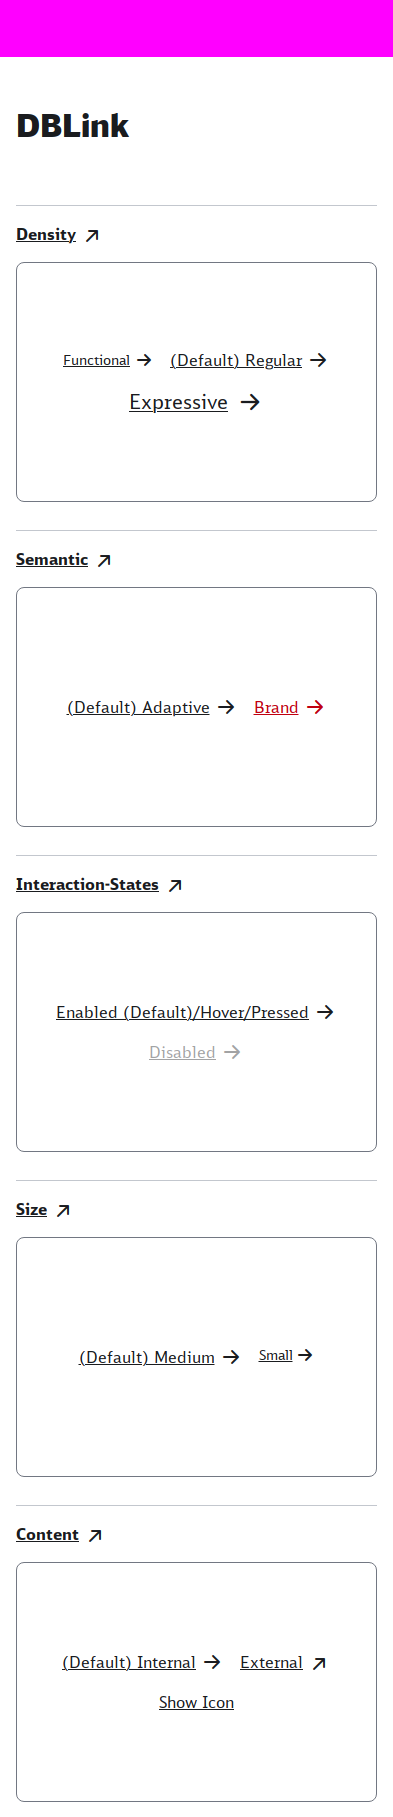 DBLink
Density
Functional (Default) Regular
Expressive
Semantic
(Default) Adaptive Brand
Interaction-States
Enabled (Default)/Hover/Pressed
Disabled
Size
(Default) Medium Small
Content
(Default) Internal External
Show Icon